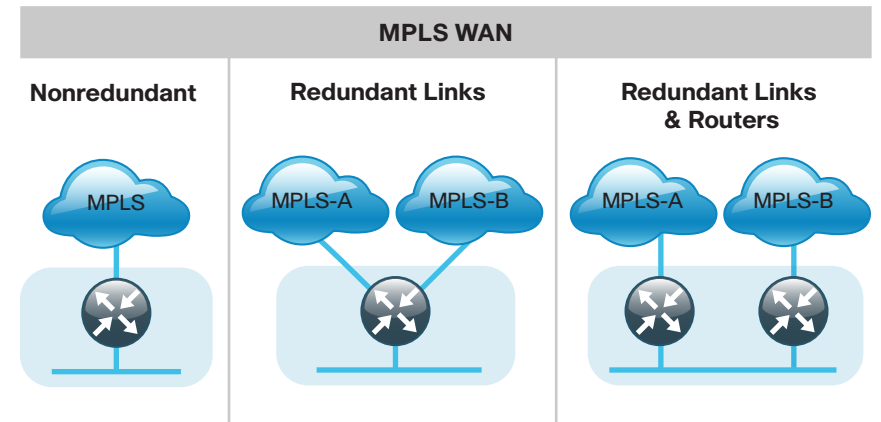 MPLS WAN
Nonredundant
MPLS
Redundant Links
MPLS-A
MPLS-B
Redundant Links
& Routers
MPLS-A
MPLS-B